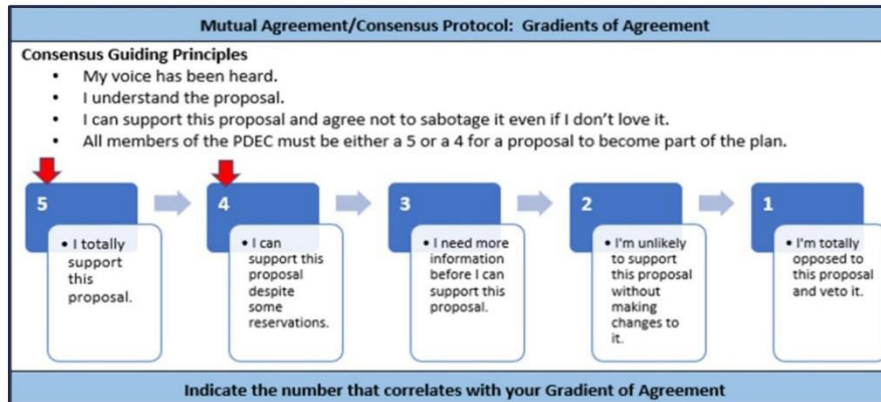 Mutual Agreement/Consensus Protocol: Gradients of Agreement
Consensus Guiding Principles
• My voice has been heard.
• I understand the proposal.
• I can support this proposal and agree not to sabotage it even if I don't love it.
• All members of the PDEC must be either a 5 or a 4 for a proposal to become part of the plan.
5
• I totally
support
this
proposal.
4
• I can
support this
proposal
despite
some
reservations.
3
• I need more
information
before I can
support this
proposal.
2
• I'm unlikely
to support
this proposal
without
making
changes to
it.
1
• I'm totally
opposed to
this proposal
and veto it.
Indicate the number that correlates with your Gradient of Agreement